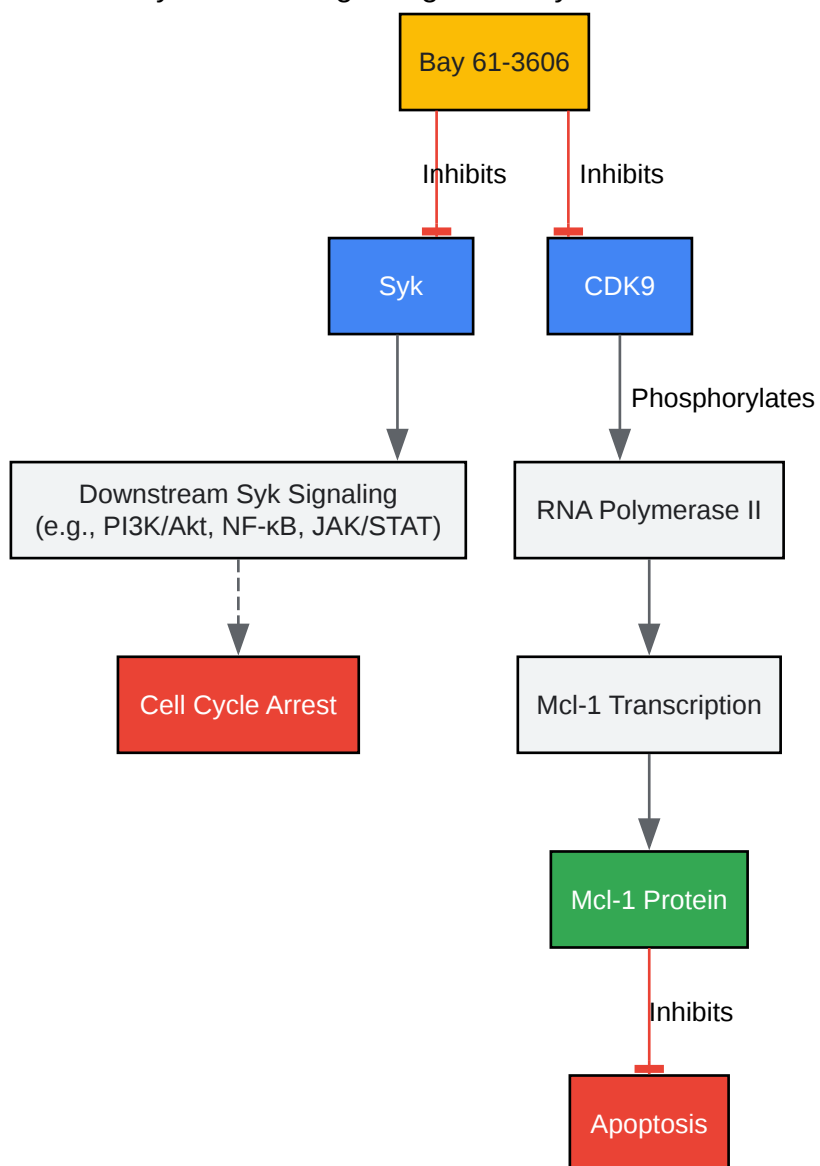 Bay 61-3606
Inhibits Inhibits
Syk CDK9
Phosphorylates
Downstream Syk Signaling
(e.g., PI3K/Akt, NF-κB, JAK/STAT)
RNA Polymerase II
Cell Cycle Arrest Mcl-1 Transcription
Mcl-1 Protein
Inhibits
Apoptosis